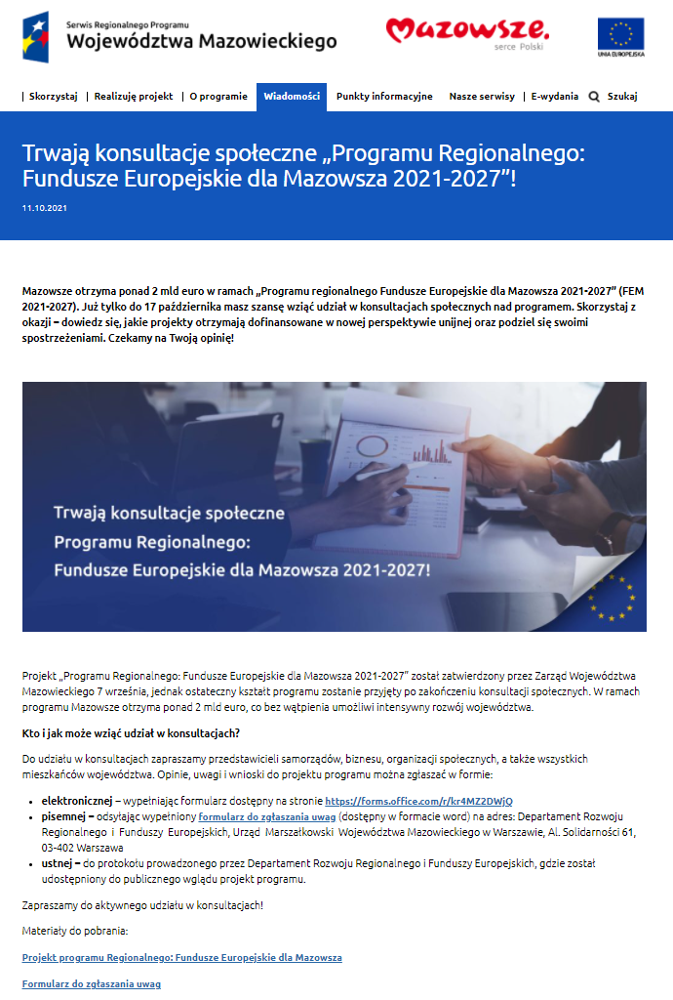 Serwis Regionalnego Programu
Województwa Mazowieckiego
Mazowsze.
serce Polski
UNIA EUROPEJSKA
| Skorzystaj | Realizuję projekt | O programie Wiadomości Punkty informacyjne Nasze serwisy | E-wydania Szukaj
Trwają konsultacje społeczne „Programu Regionalnego:
Fundusze Europejskie dla Mazowsza 2021-2027”!
11.10.2021
Mazowsze otrzyma ponad 2 mld euro w ramach „Programu regionalnego Fundusze Europejskie dla Mazowsza 2021-2027” (FEM
2021-2027). Już tylko do 17 października masz szansę wziąć udział w konsultacjach społecznych nad programem. Skorzystaj z
okazji – dowiedz się, jakie projekty otrzymają dofinansowane w nowej perspektywie unijnej oraz podziel się swoimi
spostrzeżeniami. Czekamy na Twoją opinię!
Trwają konsultacje społeczne
Programu Regionalnego:
Fundusze Europejskie dla Mazowsza 2021-2027!
Projekt „Programu Regionalnego: Fundusze Europejskie dla Mazowsza 2021-2027” został zatwierdzony przez Zarząd Województwa
Mazowieckiego 7 września, jednak ostateczny kształt programu zostanie przyjęty po zakończeniu konsultacji społecznych. W ramach
programu Mazowsze otrzyma ponad 2 mld euro, co bez wątpienia umożliwi intensywny rozwój województwa.
Kto i jak może wziąć udział w konsultacjach?
Do udziału w konsultacjach zapraszamy przedstawicieli samorządów, biznesu, organizacji społecznych, a także wszystkich
mieszkańców województwa. Opinie, uwagi i wnioski do projektu programu można zgłaszać w formie:
• elektronicznej – wypełniając formularz dostępny na stronie https://forms.office.com/r/kr4MZ2DWjQ
• pisemnej – odsyłając wypełniony formularz do zgłaszania uwag (dostępny w formacie word) na adres: Departament Rozwoju
Regionalnego i Funduszy Europejskich, Urząd Marszałkowski Województwa Mazowieckiego w Warszawie, Al. Solidarności 61,
03-402 Warszawa
• ustnej – do protokołu prowadzonego przez Departament Rozwoju Regionalnego i Funduszy Europejskich, gdzie został
udostępniony do publicznego wglądu projekt programu.
Zapraszamy do aktywnego udziału w konsultacjach!
Materiały do pobrania:
Projekt programu Regionalnego: Fundusze Europejskie dla Mazowsza
Formularz do zgłaszania uwag